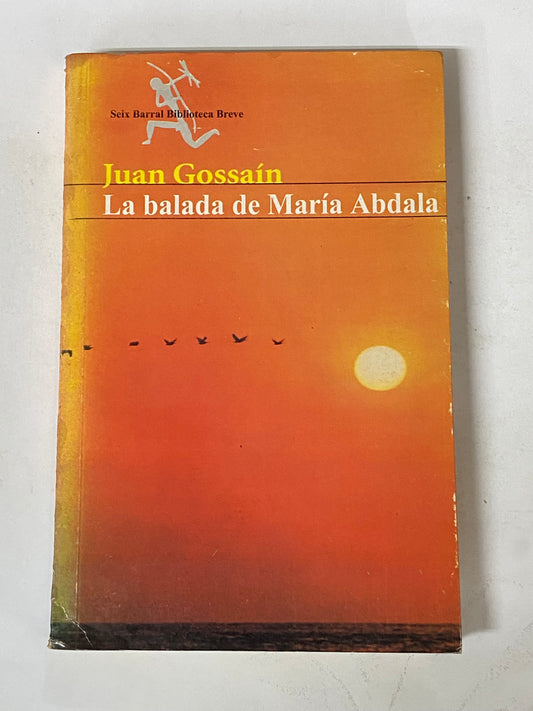 Seix Barral Biblioteca Breve
Juan Gossaín
La balada de María Abdala